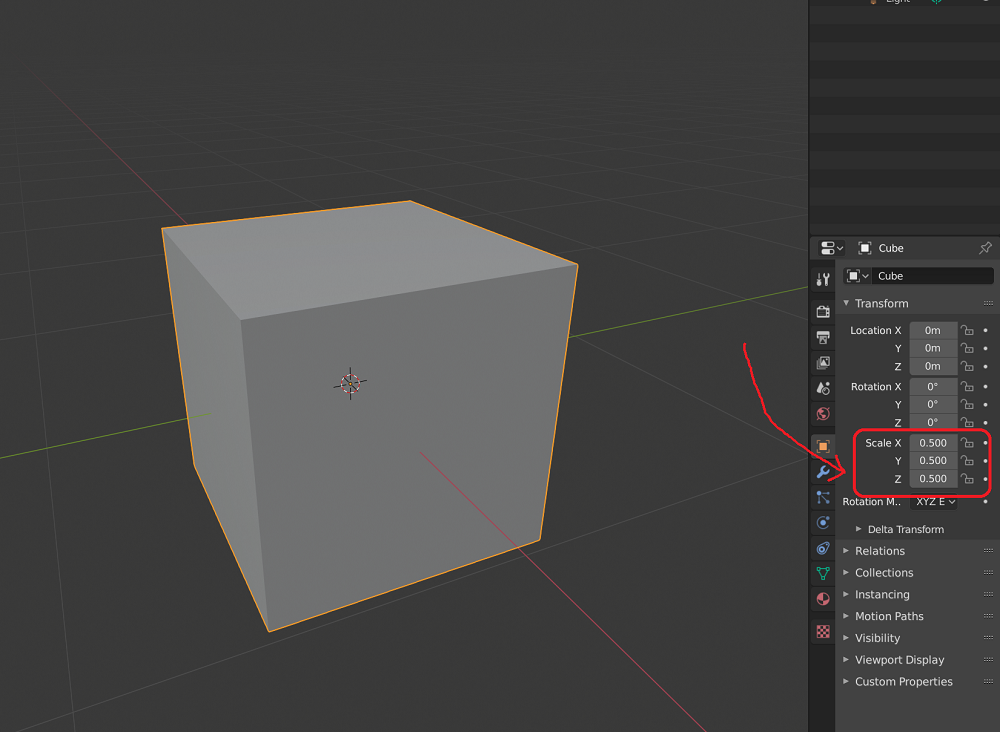 Light
Cube
Cube
Transform
Location X 0m
Y 0m
Z 0m
Rotation X 0°
Y 0°
Z 0°
Scale X 0.500
Y 0.500
Z 0.500
Rotation M.. XYZ E
Delta Transform
Relations
Collections
Instancing
Motion Paths
Visibility
Viewport Display
Custom Properties